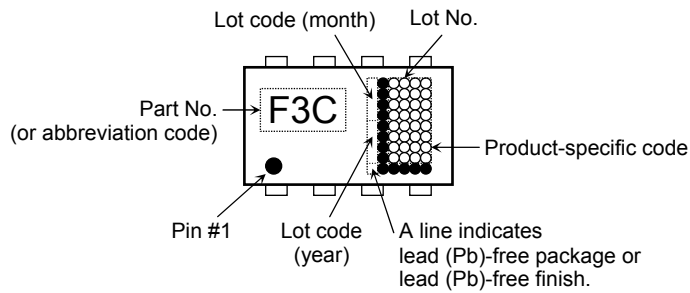 Lot code (month)
Lot No.
Part No.
(or abbreviation code)
F3C
Product-specific code
Pin #1
Lot code
(year)
A line indicates
lead (Pb)-free package or
lead (Pb)-free finish.